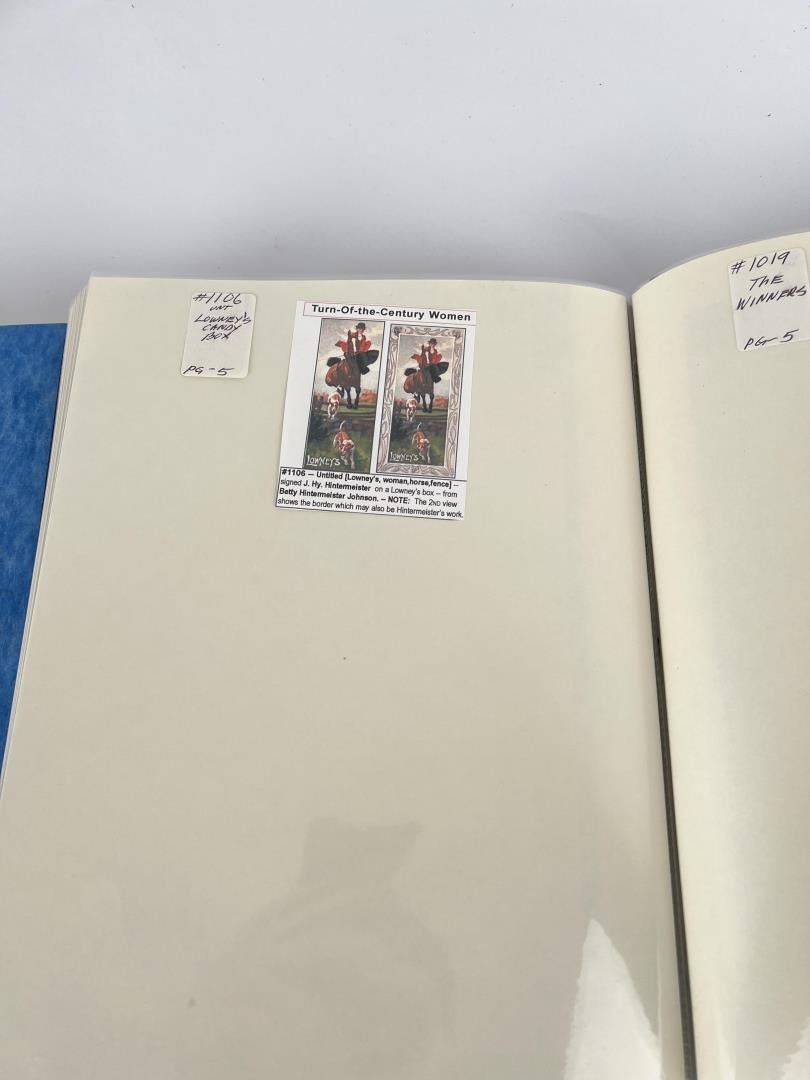 #1106
UNT
LOWNEY'S
CANDY
BOX
PG-5
Turn-Of-the-Century Women
LOWNEY'S
LOWNEY'S
#1106 – Untitled [Lowney's, woman,horse,fence] –
signed J. Hy. Hintermeister on a Lowney's box – from
Betty Hintermeister Johnson. – NOTE: The 2ND view
shows the border which may also be Hintermeister's work.
#1019
THE
WINNERS
PG-5